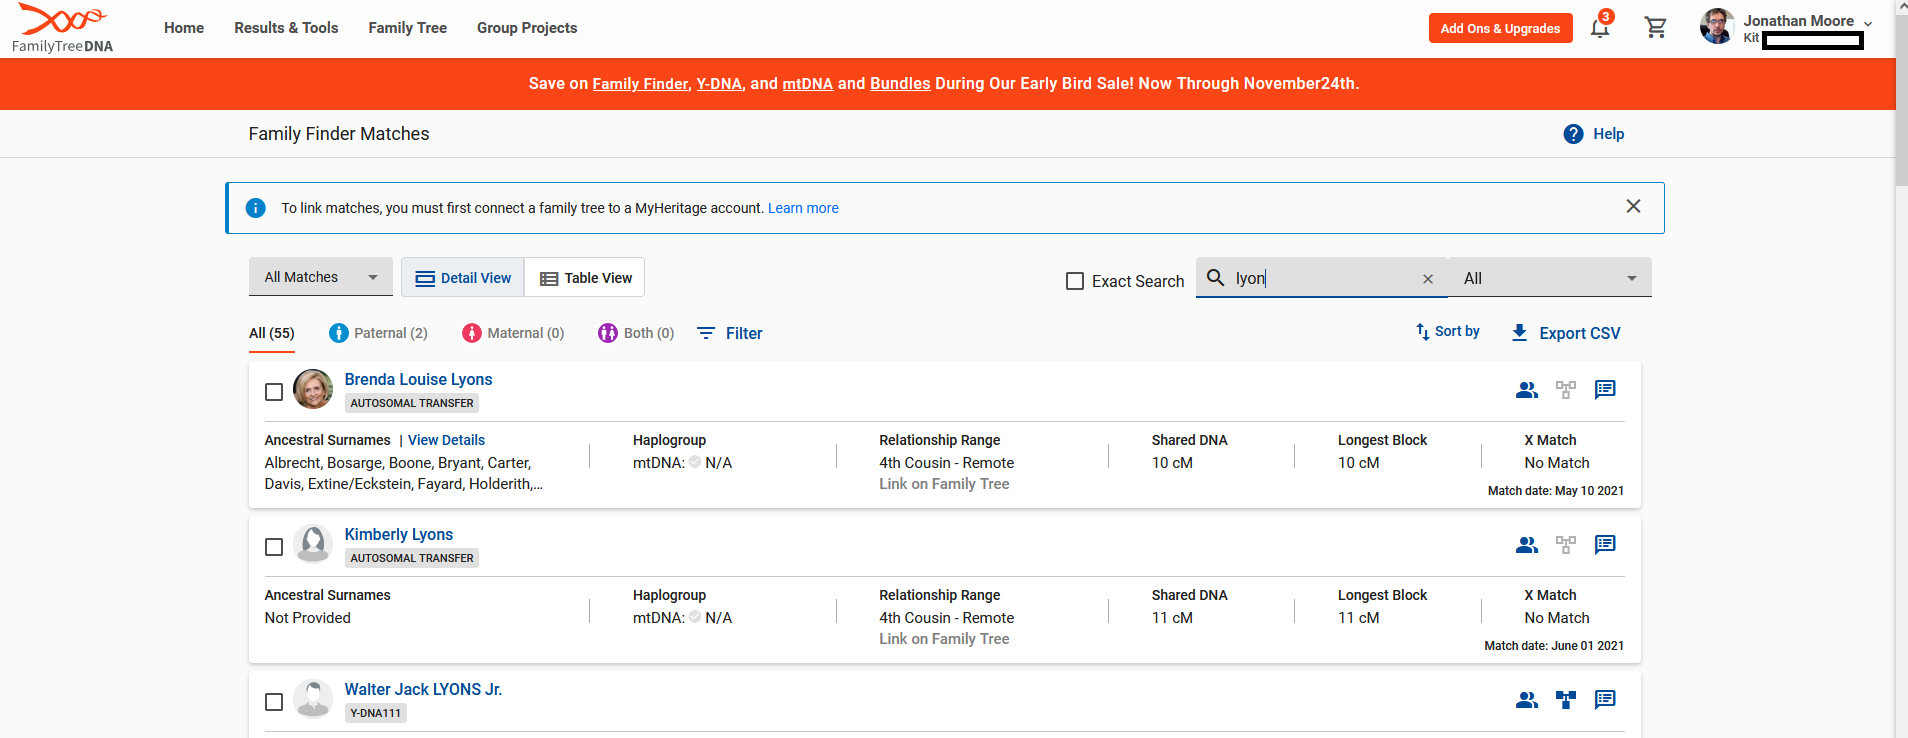 FamilyTreeDNA
Home Results & Tools Family Tree Group Projects
Add Ons & Upgrades 3 Jonathan Moore
Kit
Save on Family Finder, Y-DNA, and mtDNA and Bundles During Our Early Bird Sale! Now Through November24th.
Family Finder Matches ? Help
i To link matches, you must first connect a family tree to a MyHeritage account. Learn more
All Matches Detail View Table View Exact Search lyon All
All (55) Paternal (2) Maternal (0) Both (0) Filter Sort by Export CSV
Brenda Louise Lyons
AUTOSOMAL TRANSFER
Ancestral Surnames | View Details Haplogroup Relationship Range Shared DNA Longest Block X Match
Albrecht, Bosarge, Boone, Bryant, Carter, mtDNA: N/A 4th Cousin - Remote 10 cM 10 cM No Match
Davis, Extine/Eckstein, Fayard, Holderith,... Link on Family Tree
Match date: May 10 2021
Kimberly Lyons
AUTOSOMAL TRANSFER
Ancestral Surnames Haplogroup Relationship Range Shared DNA Longest Block X Match
Not Provided mtDNA: N/A 4th Cousin - Remote 11 cM 11 cM No Match
Link on Family Tree
Match date: June 01 2021
Walter Jack LYONS Jr.
Y-DNA111